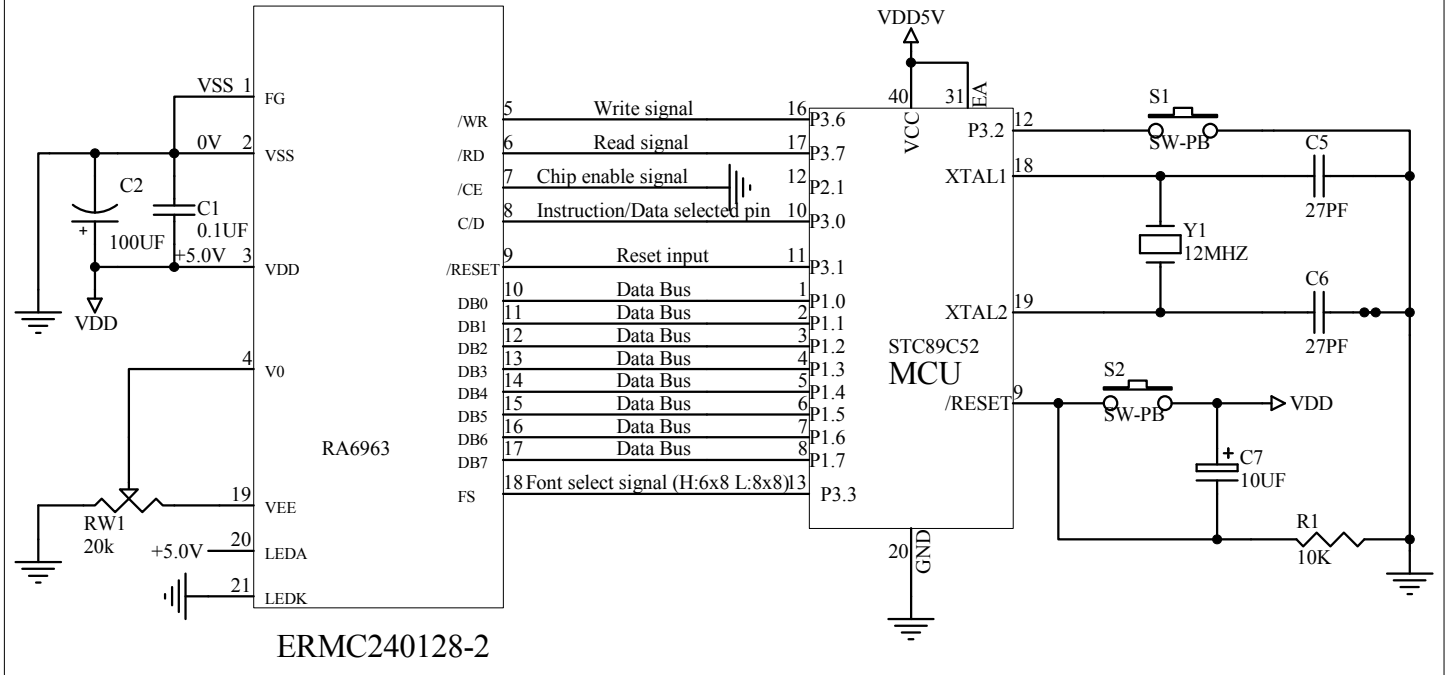 VSS 1 FG
0V 2 VSS
C2
100UF
C1
0.1UF
+5.0V 3 VDD
VDD
4 V0
RW1
20k
19 VEE
+5.0V 20 LEDA
21 LEDK
RA6963
ERMC240128-2
/WR 5 Write signal 16 P3.6
/RD 6 Read signal 17 P3.7
/CE 7 Chip enable signal 12 P2.1
C/D 8 Instruction/Data selected pin 10 P3.0
/RESET 9 Reset input 11 P3.1
DB0 10 Data Bus 1 P1.0
DB1 11 Data Bus 2 P1.1
DB2 12 Data Bus 3 P1.2
DB3 13 Data Bus 4 P1.3
DB4 14 Data Bus 5 P1.4
DB5 15 Data Bus 6 P1.5
DB6 16 Data Bus 7 P1.6
DB7 17 Data Bus 8 P1.7
FS 18 Font select signal (H:6x8 L:8x8) 13 P3.3
VDD5V
40 VCC
31 EA
STC89C52
MCU
20 GND
P3.2 12
S1
SW-PB
XTAL1 18
C5
27PF
Y1
12MHZ
XTAL2 19
C6
27PF
/RESET 9
S2
SW-PB
VDD
+ C7
10UF
R1
10K
+